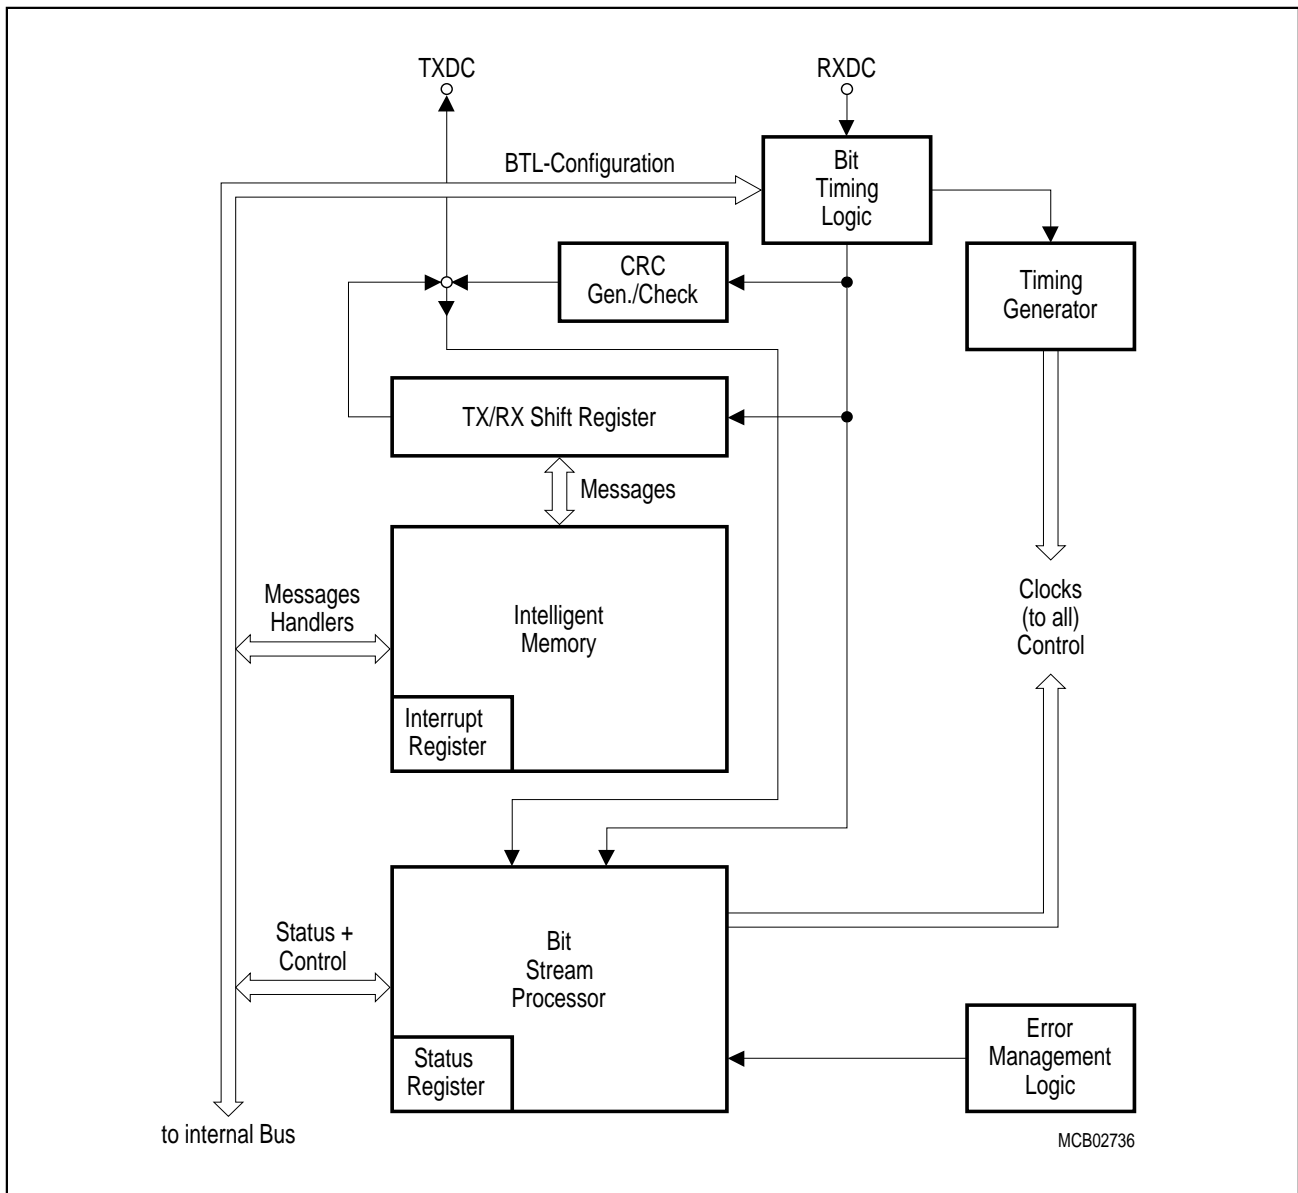 TXDC
RXDC
BTL-Configuration
Bit
Timing
Logic
CRC
Gen./Check
Timing
Generator
TX/RX Shift Register
Messages
Messages
Handlers
Intelligent
Memory
Clocks
(to all)
Control
Interrupt
Register
Status +
Control
Bit
Stream
Processor
Status
Register
Error
Management
Logic
to internal Bus
MCB02736